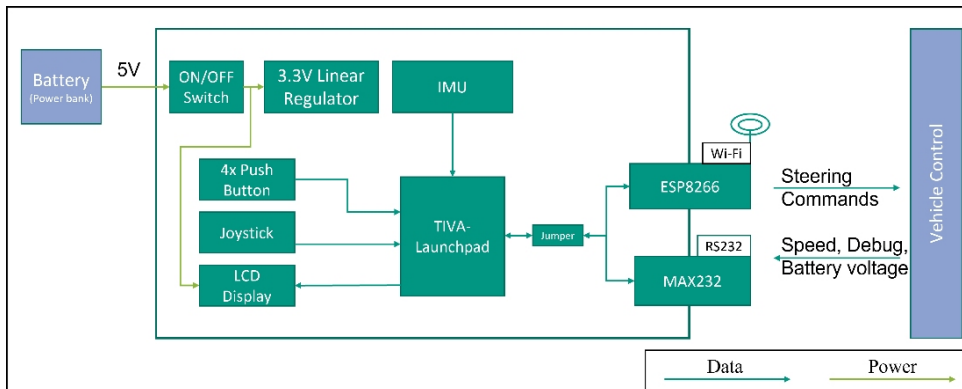 Battery
(Power bank)
5V
ON/OFF
Switch
3.3V Linear
Regulator
IMU
4x Push
Button
Joystick
LCD
Display
TIVA-
Launchpad
Jumper
Wi-Fi
ESP8266
RS232
MAX232
Steering
Commands
Speed, Debug,
Battery voltage
Vehicle Control
Data
Power